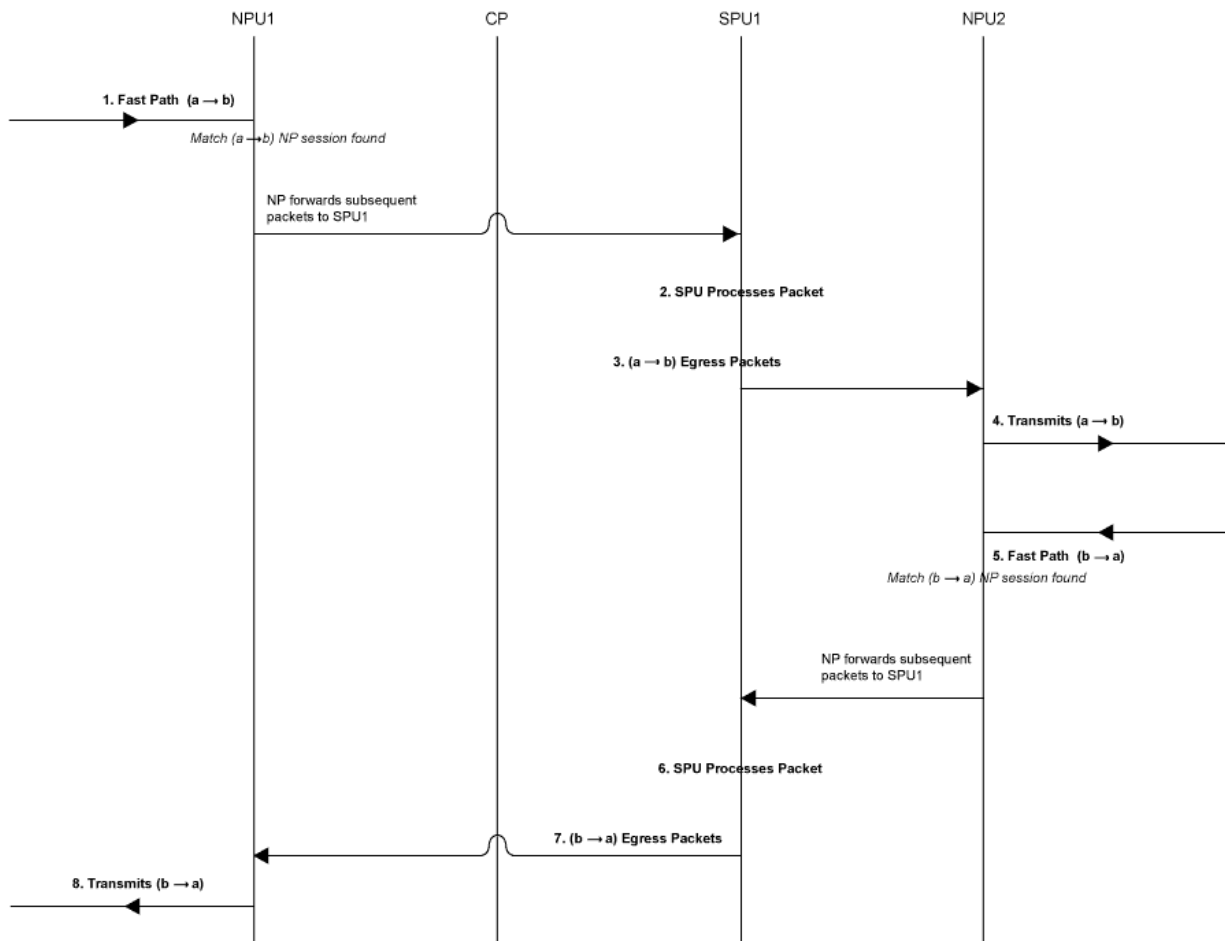 NPU1
CP
SPU1
NPU2
1. Fast Path (a → b)
Match (a → b) NP session found
NP forwards subsequent
packets to SPU1
2. SPU Processes Packet
3. (a → b) Egress Packets
4. Transmits (a → b)
5. Fast Path (b → a)
Match (b → a) NP session found
NP forwards subsequent
packets to SPU1
6. SPU Processes Packet
7. (b → a) Egress Packets
8. Transmits (b → a)